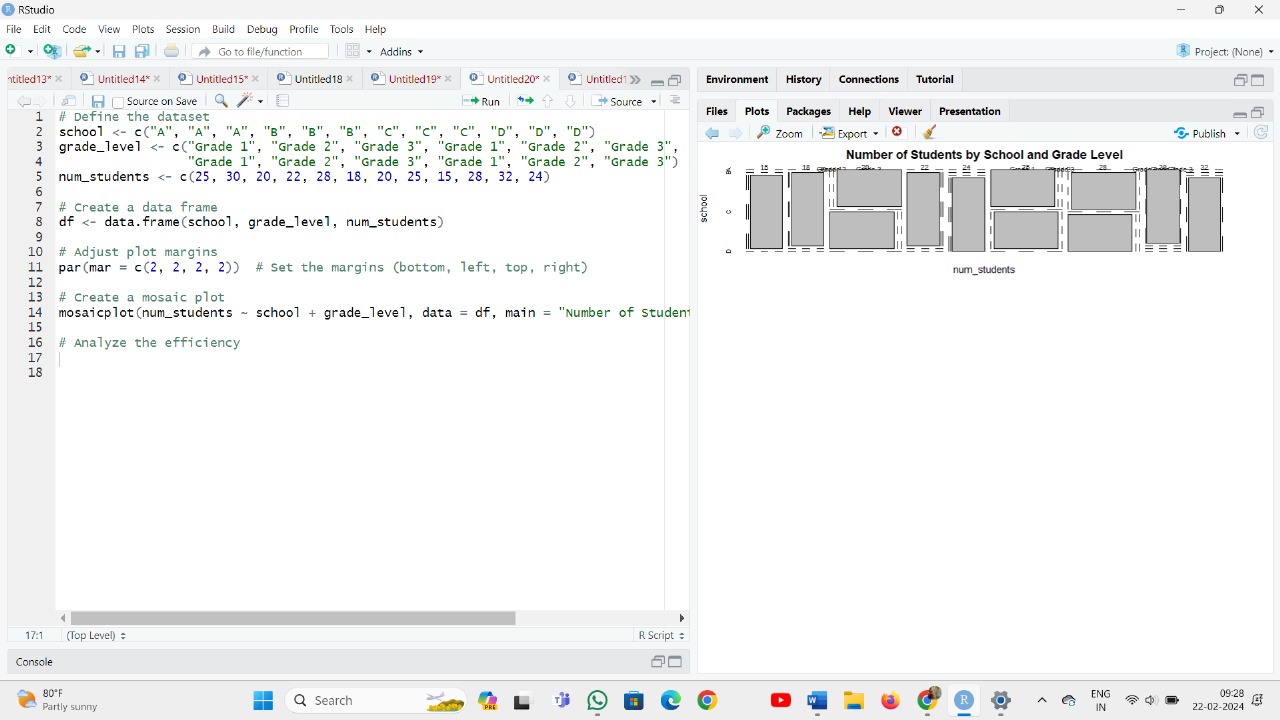 RStudio
File Edit Code View Plots Session Build Debug Profile Tools Help
Go to file/function Addins Project: (None)
ntitled13* Untitled14* Untitled15* Untitled18 Untitled19* Untitled20* Untitled1
Source on Save Run Source
1 # Define the dataset
2 school <- c("A", "A", "A", "B", "B", "B", "C", "C", "C", "D", "D", "D")
3 grade_level <- c("Grade 1", "Grade 2", "Grade 3", "Grade 1", "Grade 2", "Grade 3",
4 "Grade 1", "Grade 2", "Grade 3", "Grade 1", "Grade 2", "Grade 3")
5 num_students <- c(25, 30, 20, 22, 28, 18, 20, 25, 15, 28, 32, 24)
6
7 # Create a data frame
8 df <- data.frame(school, grade_level, num_students)
9
10 # Adjust plot margins
11 par(mar = c(2, 2, 2, 2)) # Set the margins (bottom, left, top, right)
12
13 # Create a mosaic plot
14 mosaicplot(num_students ~ school + grade_level, data = df, main = "Number of Student
15
16 # Analyze the efficiency
17
18
17:1 (Top Level) R Script
Console
Environment History Connections Tutorial
Files Plots Packages Help Viewer Presentation
Zoom Export Publish
Number of Students by School and Grade Level
15 18 20 22 24 25 28 30 32
school
C
D
num_students
80°F
Partly sunny
Search
PRE
ENG
IN
09:28
22-02-2024